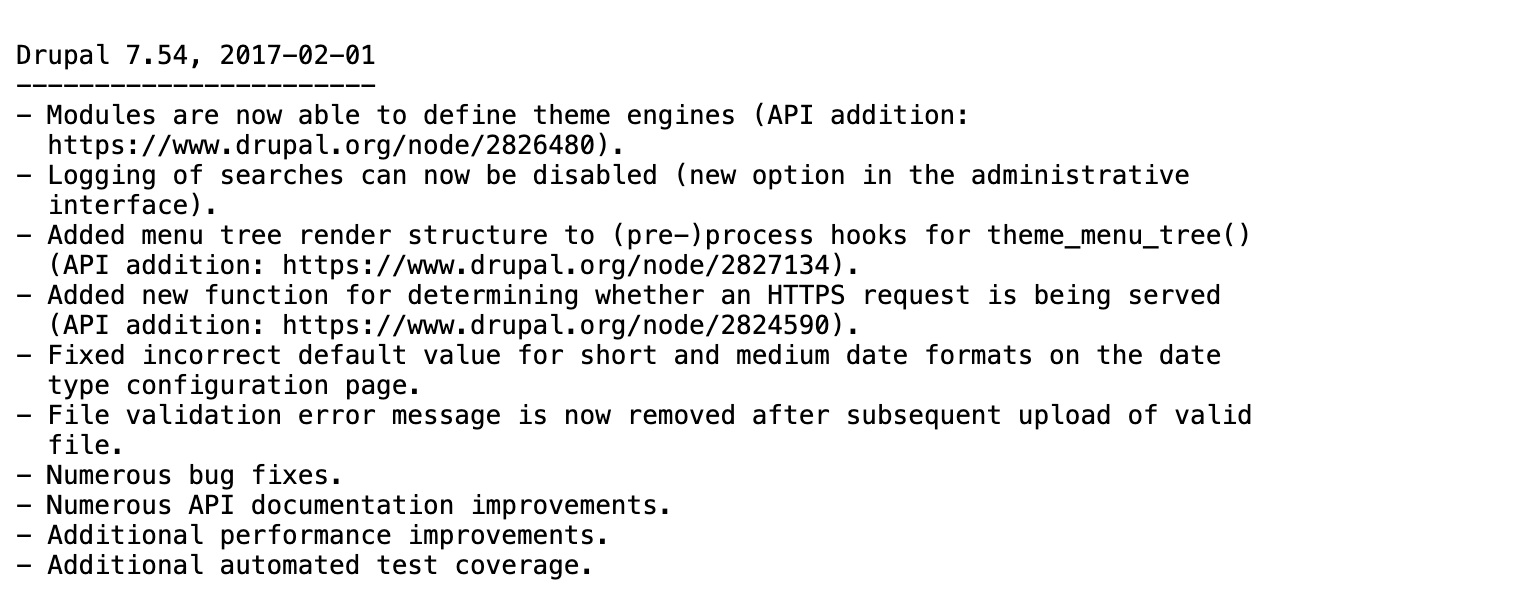 Drupal 7.54, 2017-02-01
-----------------------
- Modules are now able to define theme engines (API addition:
  https://www.drupal.org/node/2826480).
- Logging of searches can now be disabled (new option in the administrative
  interface).
- Added menu tree render structure to (pre-)process hooks for theme_menu_tree()
  (API addition: https://www.drupal.org/node/2827134).
- Added new function for determining whether an HTTPS request is being served
  (API addition: https://www.drupal.org/node/2824590).
- Fixed incorrect default value for short and medium date formats on the date
  type configuration page.
- File validation error message is now removed after subsequent upload of valid
  file.
- Numerous bug fixes.
- Numerous API documentation improvements.
- Additional performance improvements.
- Additional automated test coverage.